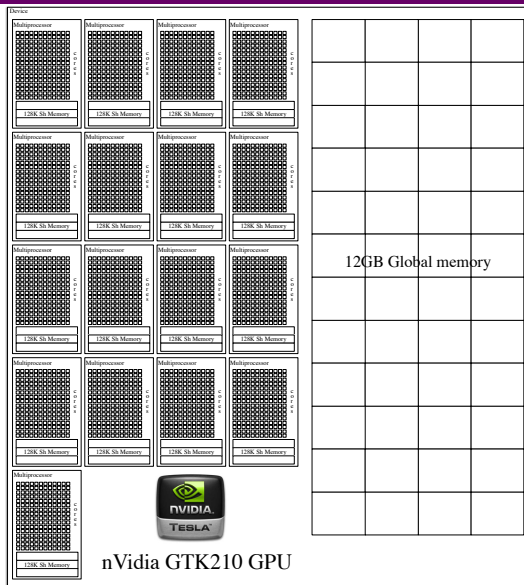 Device
Multiprocessor
cores
128K Sh Memory
Multiprocessor
cores
128K Sh Memory
Multiprocessor
cores
128K Sh Memory
Multiprocessor
cores
128K Sh Memory
Multiprocessor
cores
128K Sh Memory
Multiprocessor
cores
128K Sh Memory
Multiprocessor
cores
128K Sh Memory
Multiprocessor
cores
128K Sh Memory
Multiprocessor
cores
128K Sh Memory
Multiprocessor
cores
128K Sh Memory
Multiprocessor
cores
128K Sh Memory
Multiprocessor
cores
128K Sh Memory
12GB Global memory
Multiprocessor
cores
128K Sh Memory
Multiprocessor
cores
128K Sh Memory
Multiprocessor
cores
128K Sh Memory
Multiprocessor
cores
128K Sh Memory
Multiprocessor
cores
128K Sh Memory
NVIDIA.
TESLA
nVidia GTK210 GPU